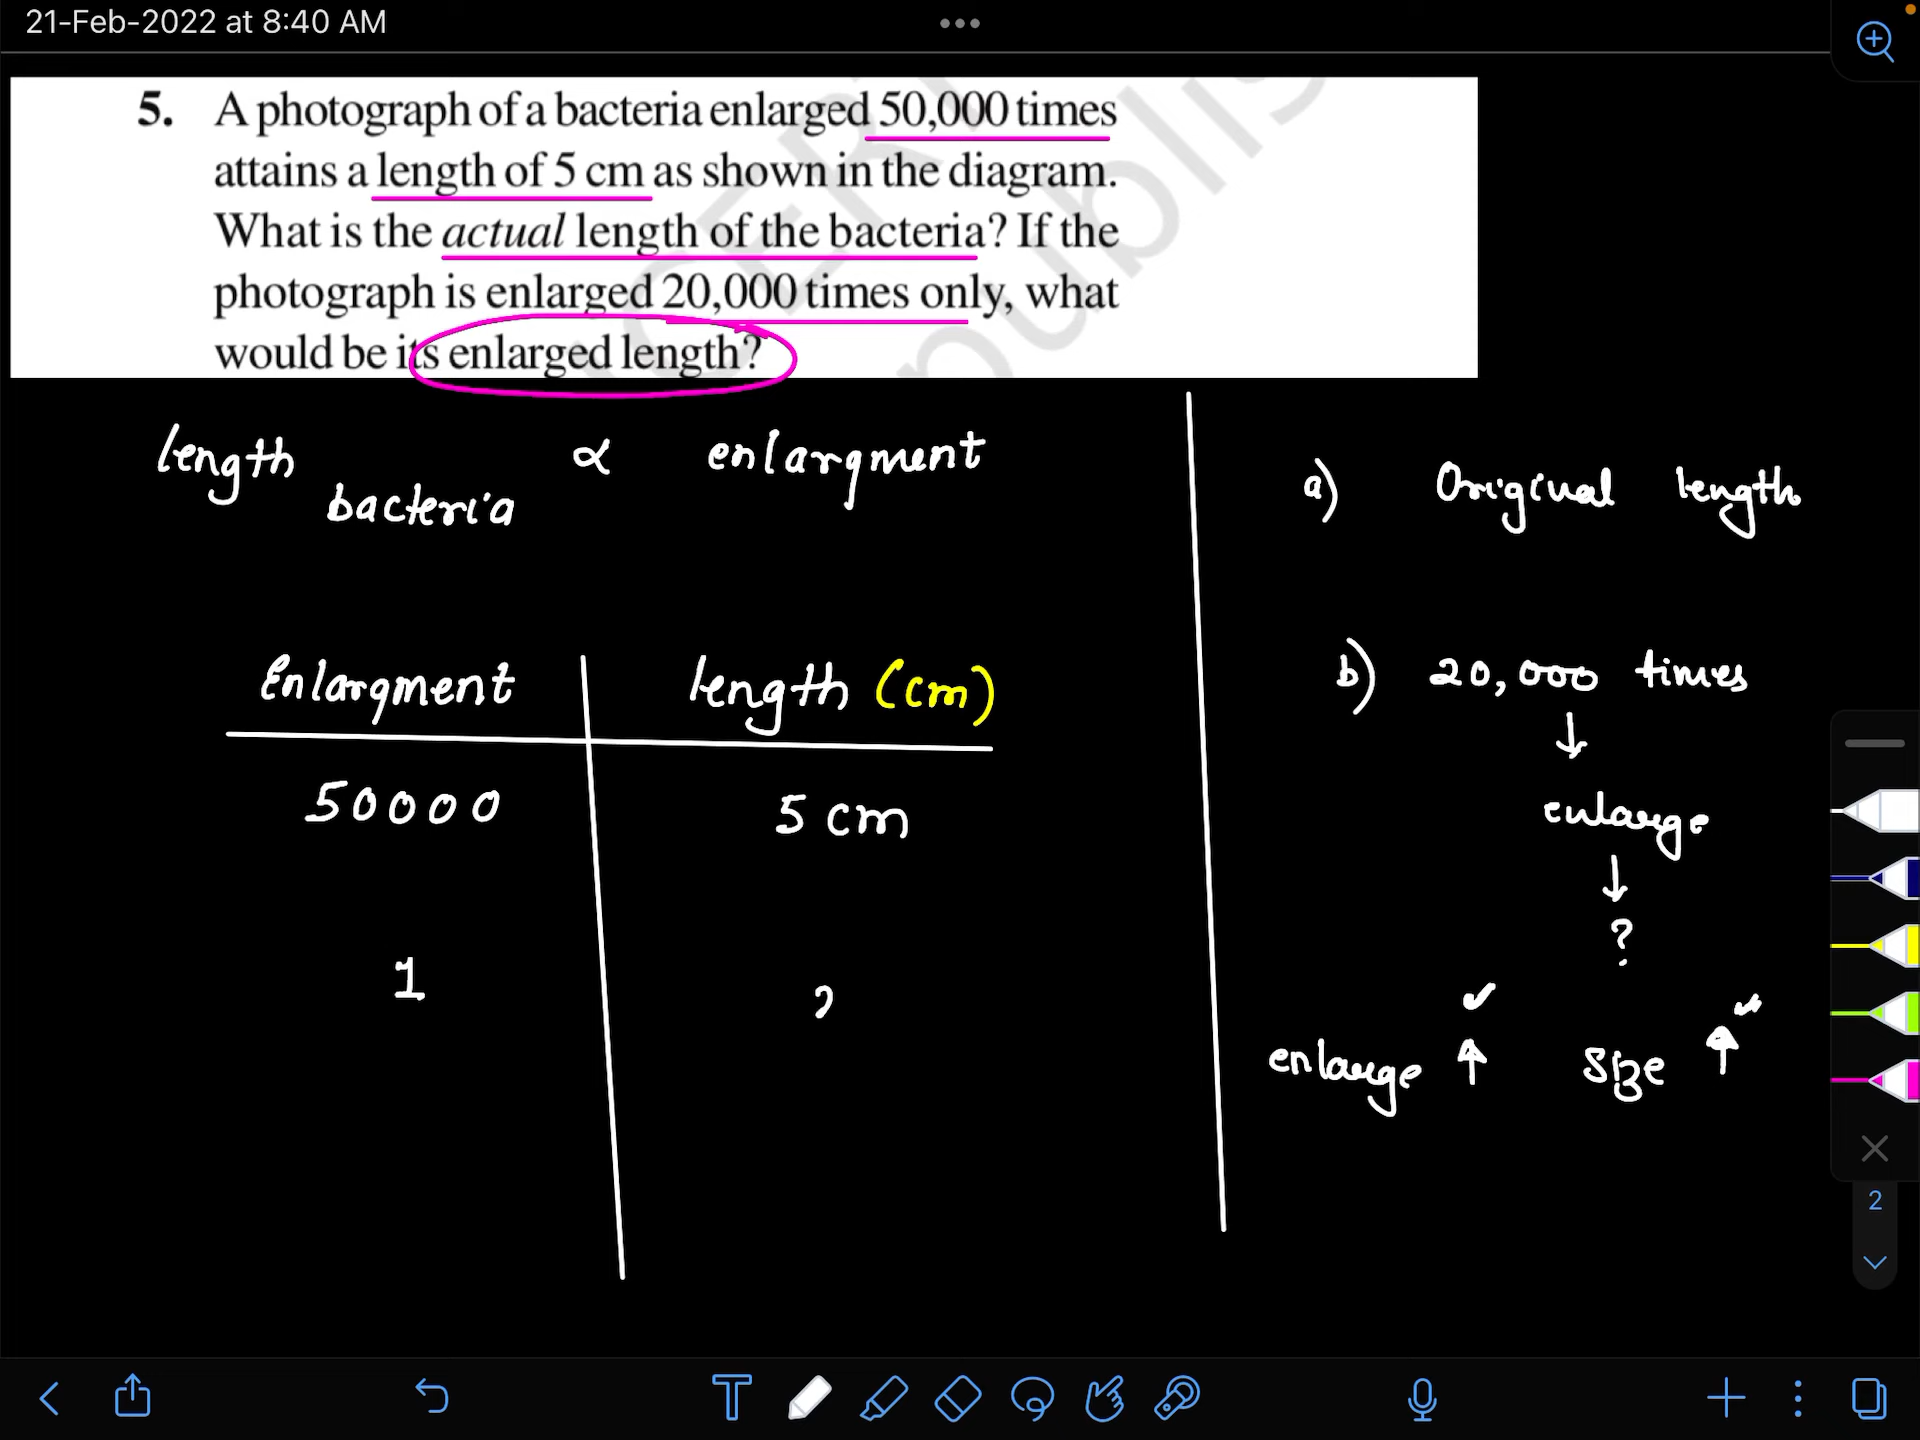 21-Feb-2022 at 8:40 AM
5. A photograph of a bacteria enlarged 50,000 times
attains a length of 5 cm as shown in the diagram.
What is the actual length of the bacteria? If the
photograph is enlarged 20,000 times only, what
would be its enlarged length?
length bacteria ∝ enlargment
Enlargment length (cm)
50000 5 cm
1 ?
a) Original length
b) 20,000 times
↓
enlarge
↓
?
✓ ✓
enlarge ↑ size ↑
2
T